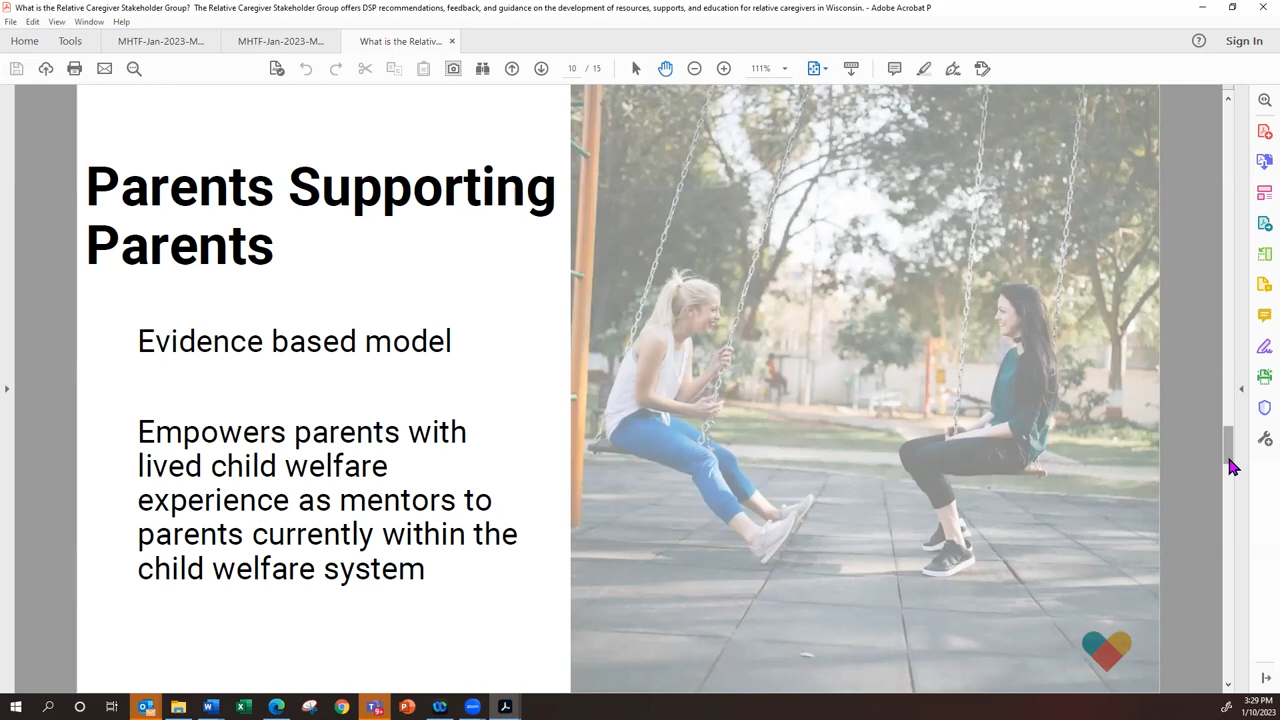 What is the Relative Caregiver Stakeholder Group?  The Relative Caregiver Stakeholder Group offers DSP recommendations, feedback, and guidance on the development of resources, supports, and education for relative caregivers in Wisconsin. - Adobe Acrobat P
File Edit View Window Help
Home Tools MHTF-Jan-2023-M... MHTF-Jan-2023-M... What is the Relativ... Sign In
10 / 15 111%
Parents Supporting
Parents
Evidence based model
Empowers parents with
lived child welfare
experience as mentors to
parents currently within the
child welfare system
3:29 PM
1/10/2023